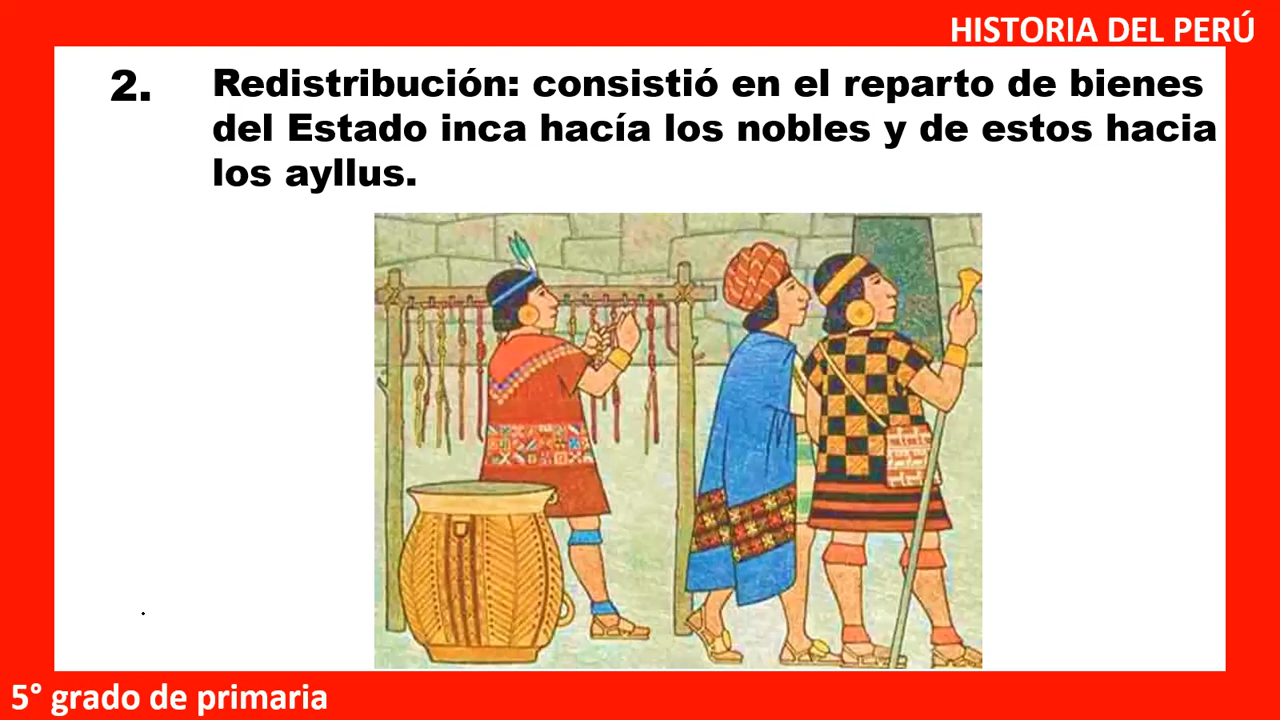 HISTORIA DEL PERÚ
2. Redistribución: consistió en el reparto de bienes
del Estado inca hacía los nobles y de estos hacia
los ayllus.
5° grado de primaria